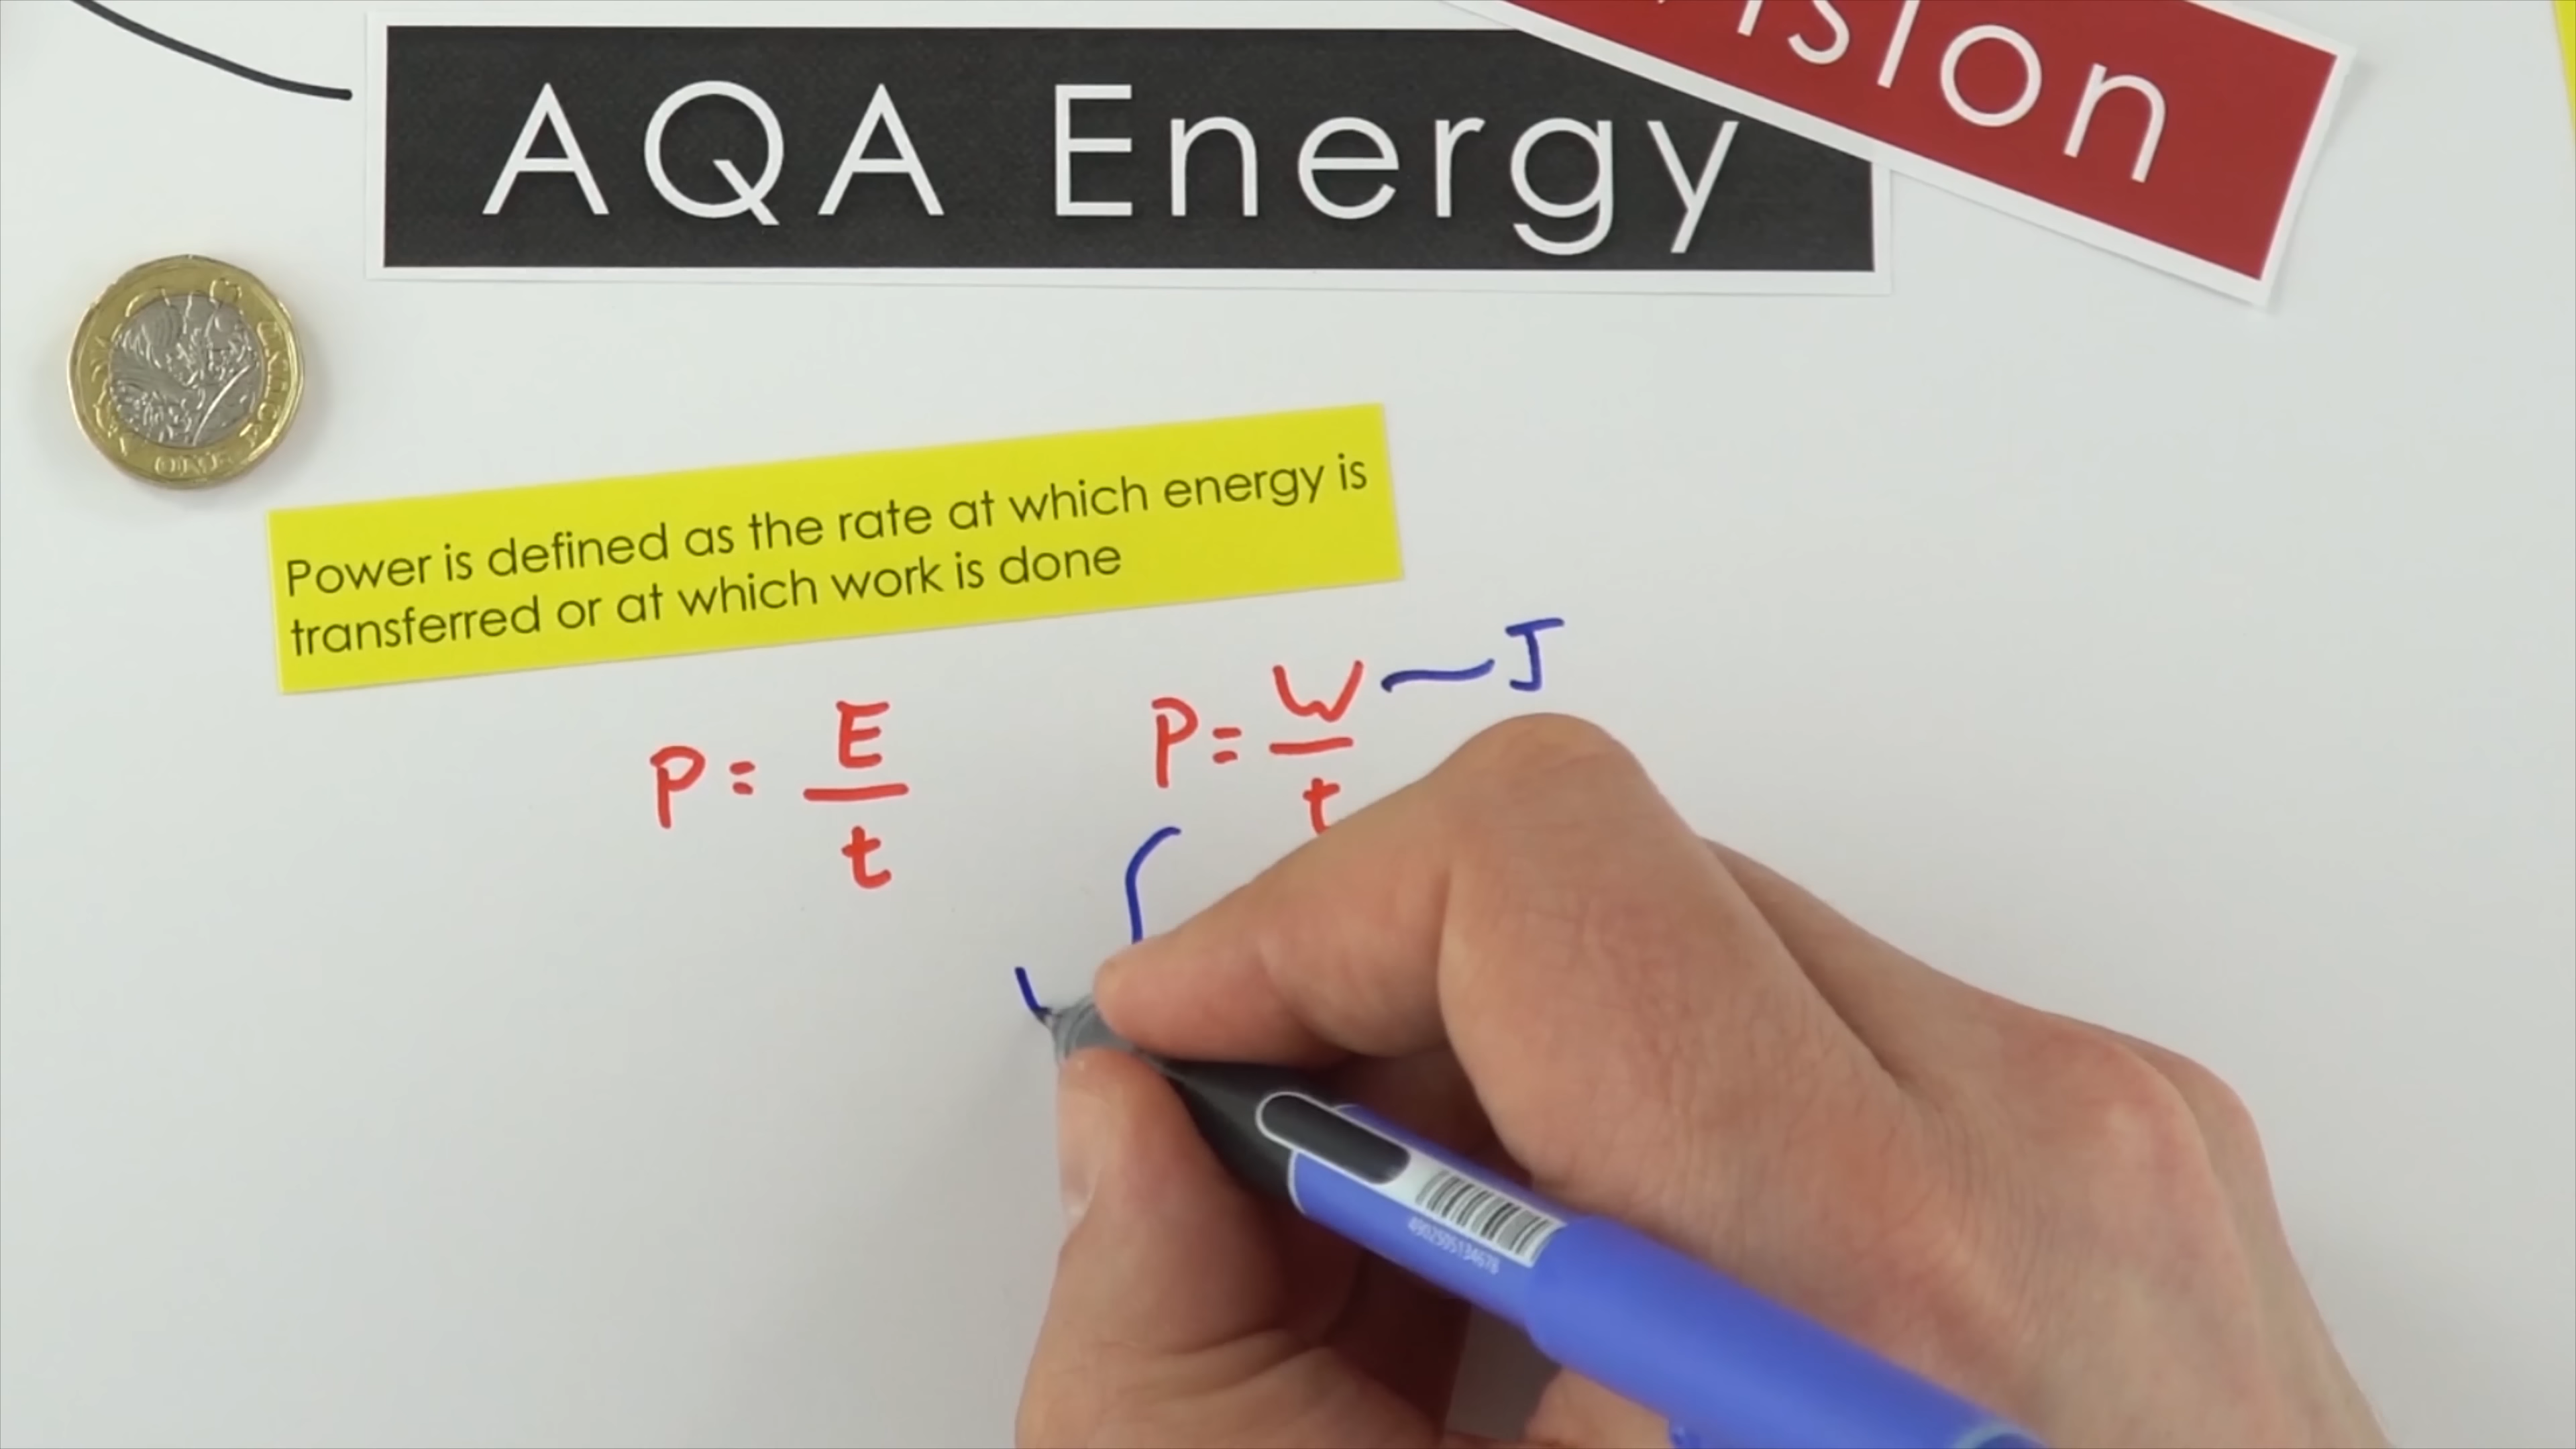 ision
AQA Energy
ONE
Power is defined as the rate at which energy is
transferred or at which work is done
P = E/t
P = W/t — J